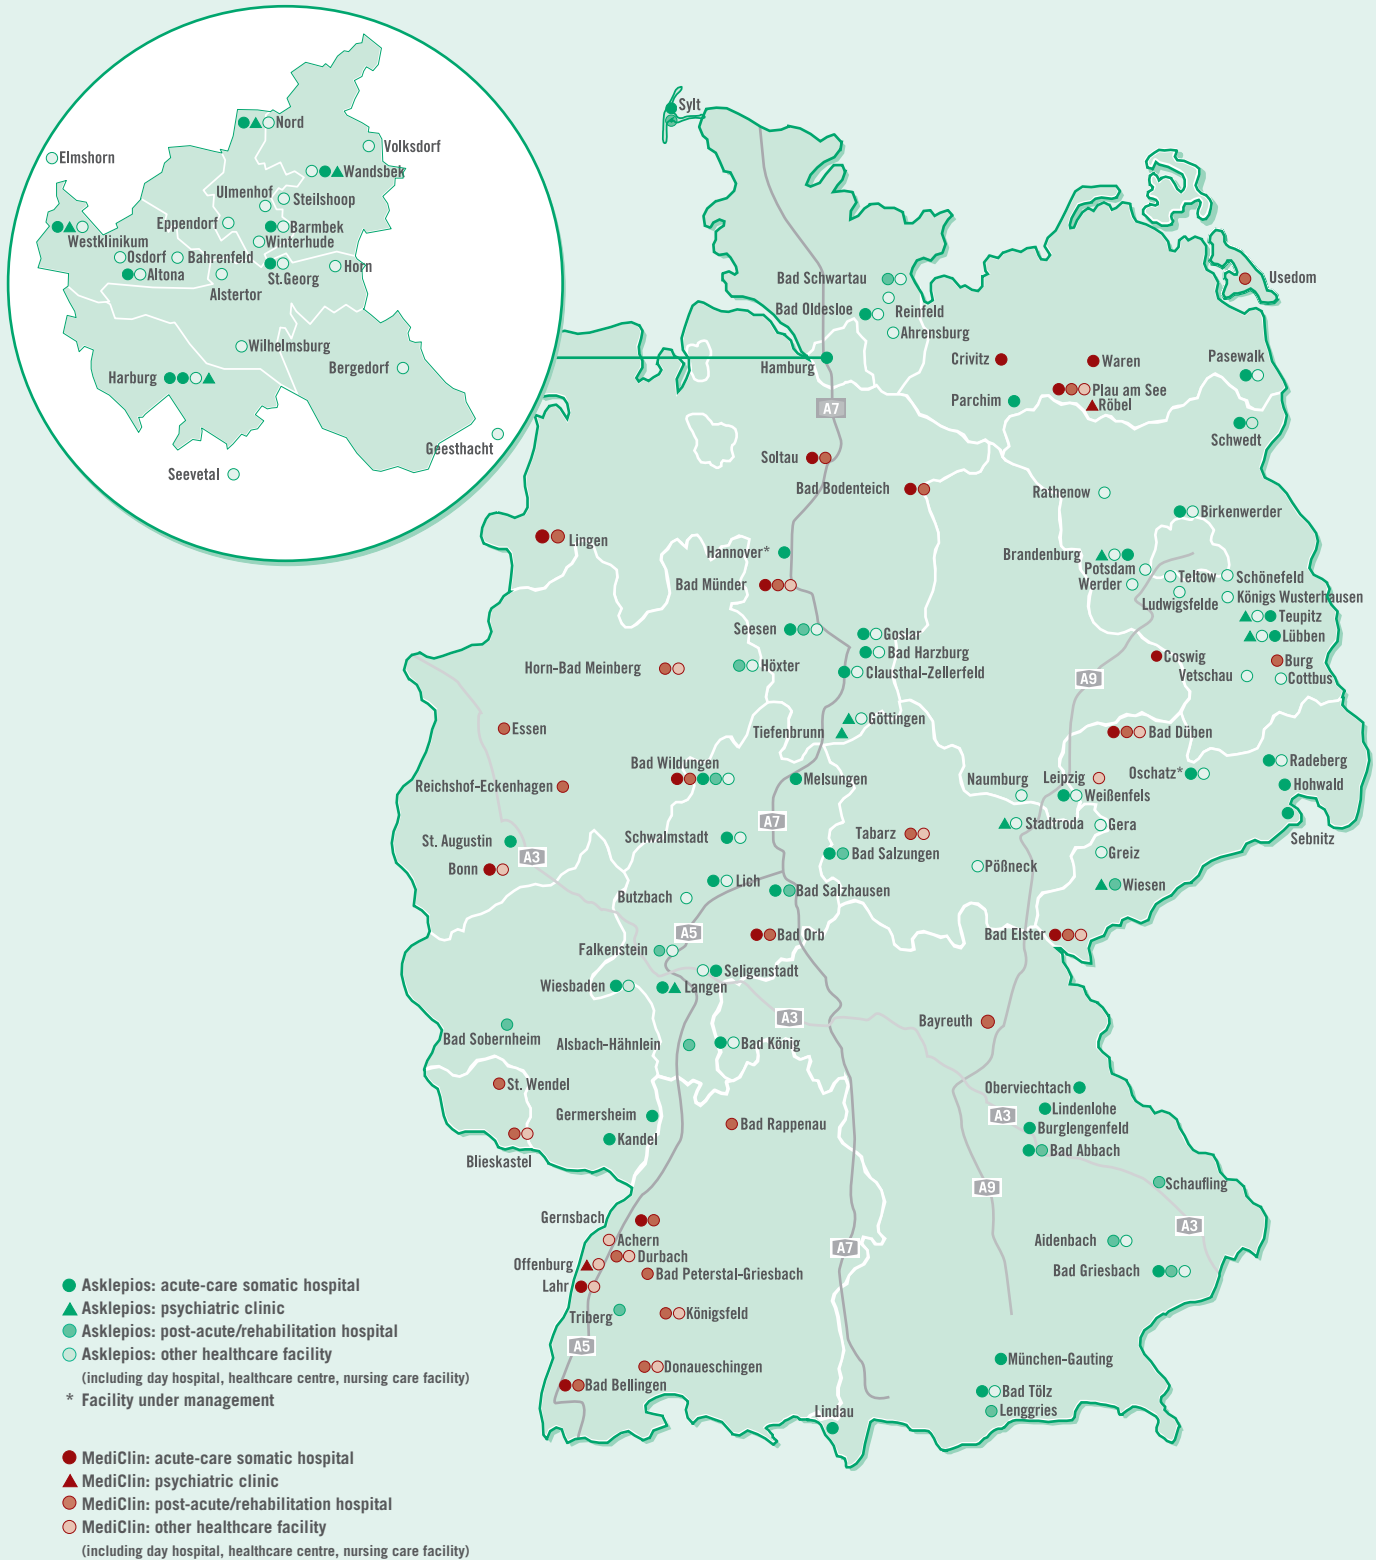 Sylt
Nord
Volksdorf
Elmshorn
Wandsbek
Ulmenhof
Steilshoop
Eppendorf
Barmbek
Westklinikum
Winterhude
Osdorf
Bahrenfeld
Horn
Altona
St.Georg
Alstertor
Wilhelmsburg
Bergedorf
Harburg
Geesthacht
Seevetal
Bad Schwartau
Usedom
Bad Oldesloe
Reinfeld
Ahrensburg
Hamburg
Crivitz
Waren
Pasewalk
Plau am See
Parchim
Röbel
A7
Schwedt
Soltau
Bad Bodenteich
Rathenow
Birkenwerder
Lingen
Hannover*
Brandenburg
Potsdam
Teltow
Schönefeld
Bad Münder
Werder
Ludwigsfelde
Königs Wusterhausen
Teupitz
Seesen
Goslar
Lübben
Bad Harzburg
Coswig
Burg
Horn-Bad Meinberg
Höxter
Clausthal-Zellerfeld
A9
Vetschau
Cottbus
Göttingen
Essen
Tiefenbrunn
Bad Düben
Bad Wildungen
Radeberg
Melsungen
Naumburg
Leipzig
Oschatz*
Reichshof-Eckenhagen
Hohwald
Weißenfels
A7
Stadtroda
Gera
Schwalmstadt
Tabarz
Sebnitz
St. Augustin
A3
Bad Salzungen
Greiz
Bonn
Pößneck
Lich
Wiesen
Butzbach
Bad Salzhausen
A5
Bad Orb
Bad Elster
Falkenstein
Seligenstadt
Wiesbaden
Langen
A3
Bayreuth
Bad Sobernheim
Alsbach-Hähnlein
Bad König
St. Wendel
Oberviechtach
Germersheim
Lindenlohe
A3
Bad Rappenau
Burglengenfeld
Kandel
Bad Abbach
Blieskastel
Schaufling
A9
Gernsbach
A3
Achern
Aidenbach
A7
Durbach
Offenburg
Bad Peterstal-Griesbach
Bad Griesbach
Lahr
Triberg
Königsfeld
A5
München-Gauting
Donaueschingen
Bad Bellingen
Bad Tölz
Lindau
Lenggries
Asklepios: acute-care somatic hospital
Asklepios: psychiatric clinic
Asklepios: post-acute/rehabilitation hospital
Asklepios: other healthcare facility
(including day hospital, healthcare centre, nursing care facility)
* Facility under management
MediClin: acute-care somatic hospital
MediClin: psychiatric clinic
MediClin: post-acute/rehabilitation hospital
MediClin: other healthcare facility
(including day hospital, healthcare centre, nursing care facility)